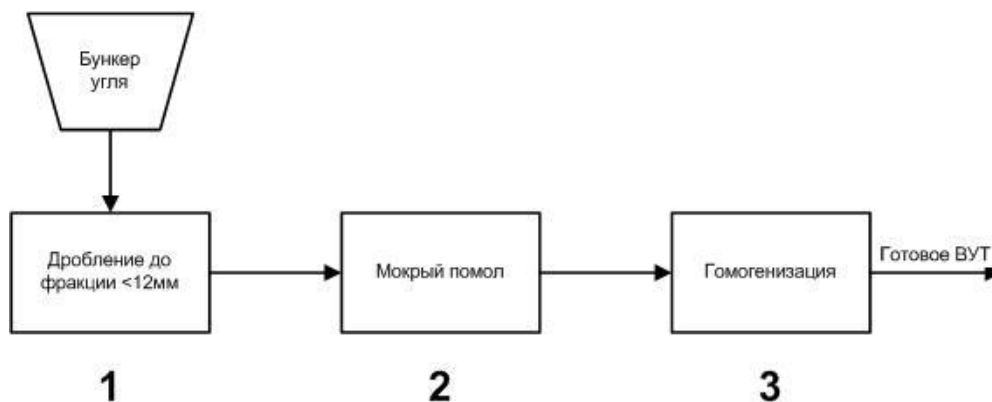 Бункер
угля
Дробление до
фракции <12мм
Мокрый помол
Гомогенизация
Готовое ВУТ
1
2
3